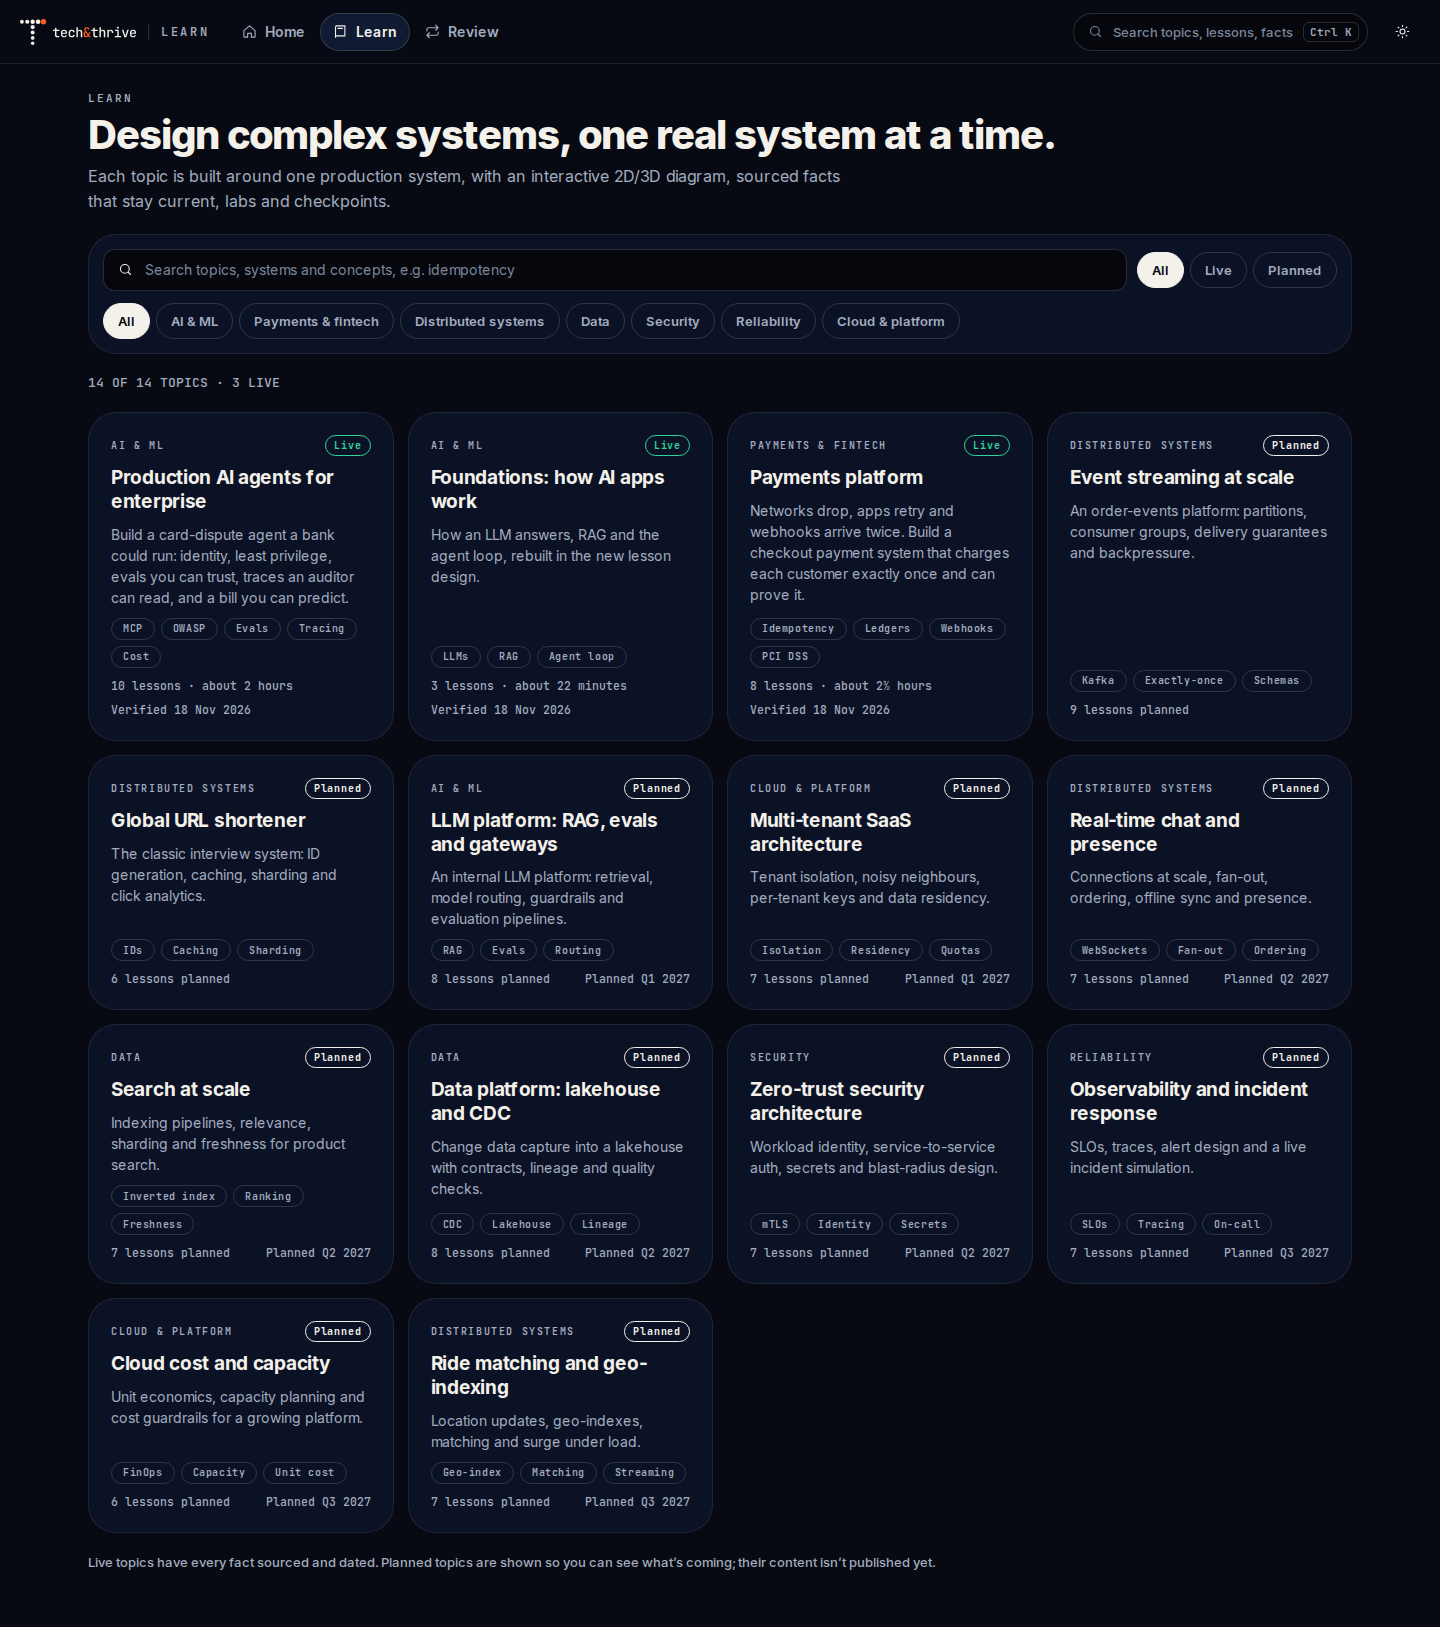 tech&thrive
LEARN
Home
Learn
Review
Search topics, lessons, facts
Ctrl K
LEARN
Design complex systems, one real system at a time.
Each topic is built around one production system, with an interactive 2D/3D diagram, sourced facts
that stay current, labs and checkpoints.
Search topics, systems and concepts, e.g. idempotency
All
Live
Planned
All
AI & ML
Payments & fintech
Distributed systems
Data
Security
Reliability
Cloud & platform
14 OF 14 TOPICS · 3 LIVE
AI & ML
Live
Production AI agents for
enterprise
Build a card-dispute agent a bank
could run: identity, least privilege,
evals you can trust, traces an auditor
can read, and a bill you can predict.
MCP
OWASP
Evals
Tracing
Cost
10 lessons · about 2 hours
Verified 18 Nov 2026
AI & ML
Live
Foundations: how AI apps
work
How an LLM answers, RAG and the
agent loop, rebuilt in the new lesson
design.
LLMs
RAG
Agent loop
3 lessons · about 22 minutes
Verified 18 Nov 2026
PAYMENTS & FINTECH
Live
Payments platform
Networks drop, apps retry and
webhooks arrive twice. Build a
checkout payment system that charges
each customer exactly once and can
prove it.
Idempotency
Ledgers
Webhooks
PCI DSS
8 lessons · about 2½ hours
Verified 18 Nov 2026
DISTRIBUTED SYSTEMS
Planned
Event streaming at scale
An order-events platform: partitions,
consumer groups, delivery guarantees
and backpressure.
Kafka
Exactly-once
Schemas
9 lessons planned
DISTRIBUTED SYSTEMS
Planned
Global URL shortener
The classic interview system: ID
generation, caching, sharding and
click analytics.
IDs
Caching
Sharding
6 lessons planned
AI & ML
Planned
LLM platform: RAG, evals
and gateways
An internal LLM platform: retrieval,
model routing, guardrails and
evaluation pipelines.
RAG
Evals
Routing
8 lessons planned
Planned Q1 2027
CLOUD & PLATFORM
Planned
Multi-tenant SaaS
architecture
Tenant isolation, noisy neighbours,
per-tenant keys and data residency.
Isolation
Residency
Quotas
7 lessons planned
Planned Q1 2027
DISTRIBUTED SYSTEMS
Planned
Real-time chat and
presence
Connections at scale, fan-out,
ordering, offline sync and presence.
WebSockets
Fan-out
Ordering
7 lessons planned
Planned Q2 2027
DATA
Planned
Search at scale
Indexing pipelines, relevance,
sharding and freshness for product
search.
Inverted index
Ranking
Freshness
7 lessons planned
Planned Q2 2027
DATA
Planned
Data platform: lakehouse
and CDC
Change data capture into a lakehouse
with contracts, lineage and quality
checks.
CDC
Lakehouse
Lineage
8 lessons planned
Planned Q2 2027
SECURITY
Planned
Zero-trust security
architecture
Workload identity, service-to-service
auth, secrets and blast-radius design.
mTLS
Identity
Secrets
7 lessons planned
Planned Q2 2027
RELIABILITY
Planned
Observability and incident
response
SLOs, traces, alert design and a live
incident simulation.
SLOs
Tracing
On-call
7 lessons planned
Planned Q3 2027
CLOUD & PLATFORM
Planned
Cloud cost and capacity
Unit economics, capacity planning and
cost guardrails for a growing platform.
FinOps
Capacity
Unit cost
6 lessons planned
Planned Q3 2027
DISTRIBUTED SYSTEMS
Planned
Ride matching and geo-
indexing
Location updates, geo-indexes,
matching and surge under load.
Geo-index
Matching
Streaming
7 lessons planned
Planned Q3 2027
Live topics have every fact sourced and dated. Planned topics are shown so you can see what’s coming; their content isn’t published yet.